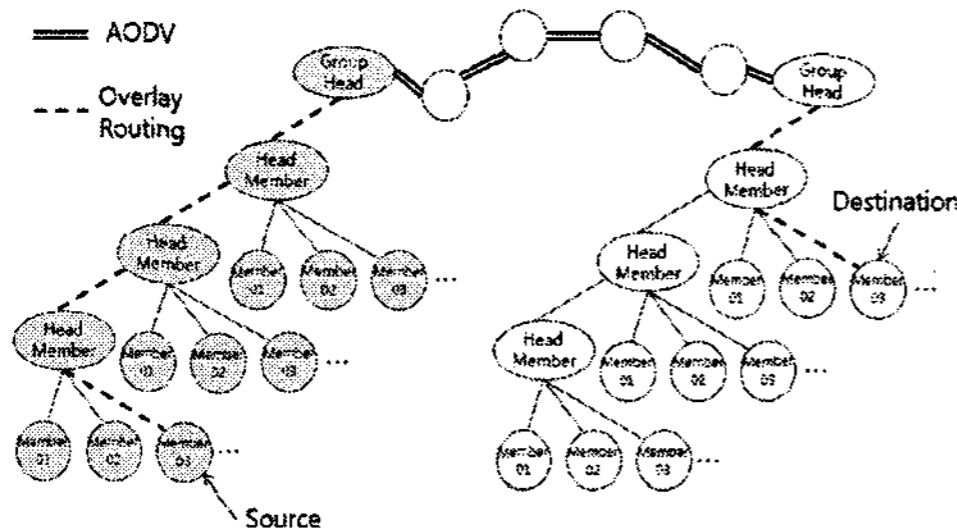 AODV
Overlay
Routing
Group
Head
Group
Head
Head
Member
Head
Member
Destination
Head
Member
Head
Member
Member
01
Member
02
Member
03
...
Member
01
Member
02
Member
03
...
Head
Member
Head
Member
Member
01
Member
02
Member
03
...
Member
01
Member
02
Member
03
...
Member
01
Member
02
Member
03
...
Member
01
Member
02
Member
03
...
Source